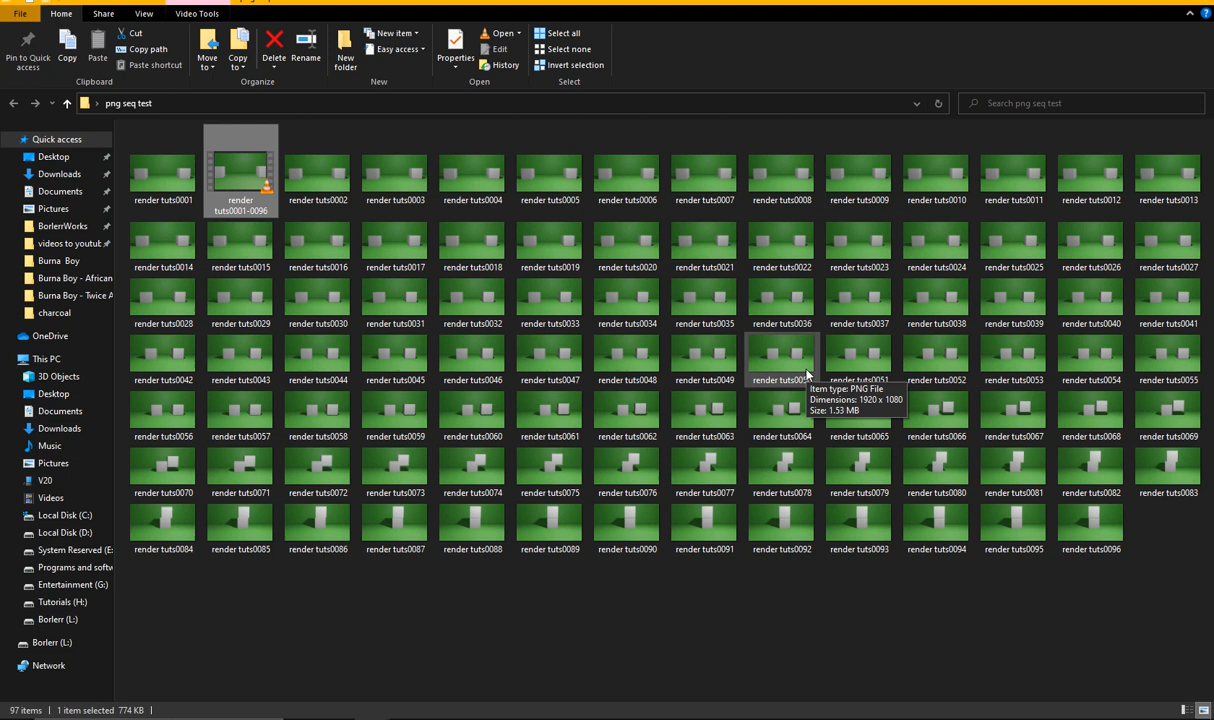 File Home Share View Video Tools
Pin to Quick access
Copy
Paste
Cut
Copy path
Paste shortcut
Clipboard
Move to
Copy to
Delete
Rename
Organize
New folder
New item
Easy access
New
Properties
Open
Edit
History
Open
Select all
Select none
Invert selection
Select
png seq test
Search png seq test
Quick access
Desktop
Downloads
Documents
Pictures
BorlerrWorks
videos to youtub
Burna Boy
Burna Boy - African
Burna Boy - Twice A
charcoal
OneDrive
This PC
3D Objects
Desktop
Documents
Downloads
Music
Pictures
V20
Videos
Local Disk (C:)
Local Disk (D:)
System Reserved (E:
Programs and softw
Entertainment (G:)
Tutorials (H:)
Borlerr (L:)
Borlerr (L:)
Network
render tuts0001 render tuts0001-0096 render tuts0002 render tuts0003 render tuts0004 render tuts0005 render tuts0006 render tuts0007 render tuts0008 render tuts0009 render tuts0010 render tuts0011 render tuts0012 render tuts0013
render tuts0014 render tuts0015 render tuts0016 render tuts0017 render tuts0018 render tuts0019 render tuts0020 render tuts0021 render tuts0022 render tuts0023 render tuts0024 render tuts0025 render tuts0026 render tuts0027
render tuts0028 render tuts0029 render tuts0030 render tuts0031 render tuts0032 render tuts0033 render tuts0034 render tuts0035 render tuts0036 render tuts0037 render tuts0038 render tuts0039 render tuts0040 render tuts0041
render tuts0042 render tuts0043 render tuts0044 render tuts0045 render tuts0046 render tuts0047 render tuts0048 render tuts0049 render tuts005 render tuts0051 render tuts0052 render tuts0053 render tuts0054 render tuts0055
Item type: PNG File
Dimensions: 1920 x 1080
Size: 1.53 MB
render tuts0056 render tuts0057 render tuts0058 render tuts0059 render tuts0060 render tuts0061 render tuts0062 render tuts0063 render tuts0064 render tuts0065 render tuts0066 render tuts0067 render tuts0068 render tuts0069
render tuts0070 render tuts0071 render tuts0072 render tuts0073 render tuts0074 render tuts0075 render tuts0076 render tuts0077 render tuts0078 render tuts0079 render tuts0080 render tuts0081 render tuts0082 render tuts0083
render tuts0084 render tuts0085 render tuts0086 render tuts0087 render tuts0088 render tuts0089 render tuts0090 render tuts0091 render tuts0092 render tuts0093 render tuts0094 render tuts0095 render tuts0096
97 items 1 item selected 774 KB